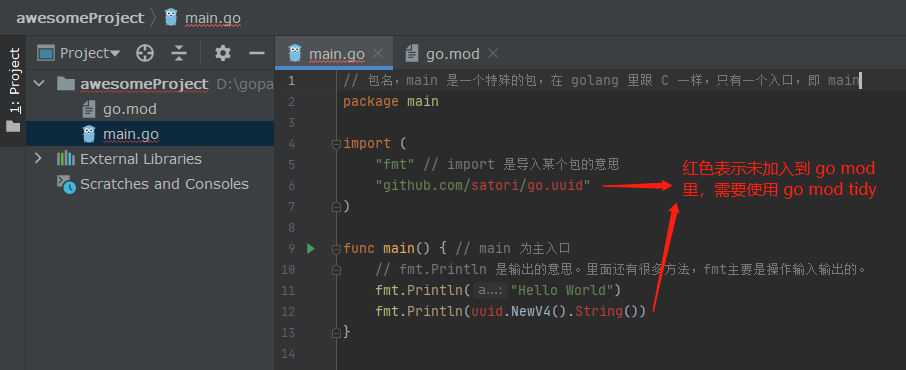 awesomeProject main.go
1: Project
Project
main.go
go.mod
awesomeProject D:\gopa
go.mod
main.go
External Libraries
Scratches and Consoles
1 // 包名，main 是一个特殊的包，在 golang 里跟 C 一样，只有一个入口，即 main
2 package main
3
4 import (
5 "fmt" // import 是导入某个包的意思
6 "github.com/satori/go.uuid"
7 )
8
9 func main() { // main 为主入口
10 // fmt.Println 是输出的意思。里面还有很多方法，fmt主要是操作输入输出的。
11 fmt.Println( a...: "Hello World")
12 fmt.Println(uuid.NewV4().String())
13 }
14
红色表示未加入到 go mod
里，需要使用 go mod tidy